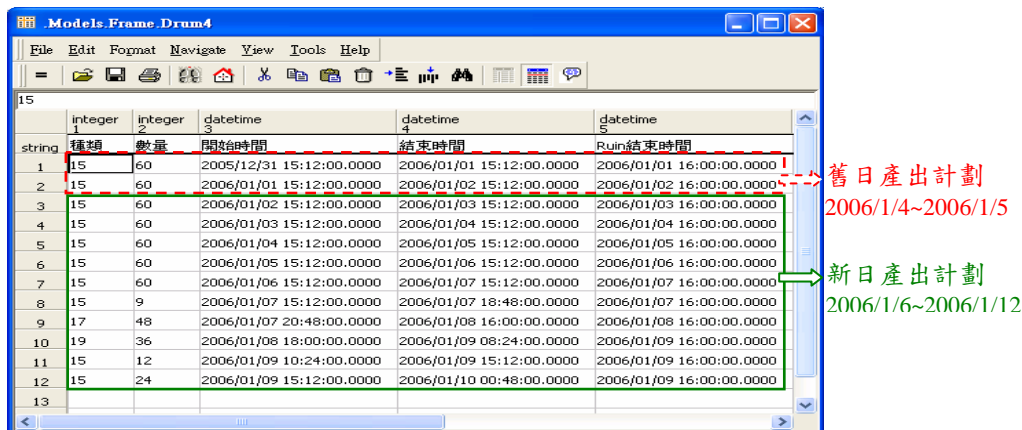 .Models.Frame.Drum4
File Edit Format Navigate View Tools Help
15
integer integer datetime datetime datetime
1 2 3 4 5
string 種類 數量 開始時間 結束時間 Ruin結束時間
1 15 60 2005/12/31 15:12:00.0000 2006/01/01 15:12:00.0000 2006/01/01 16:00:00.0000
2 15 60 2006/01/01 15:12:00.0000 2006/01/02 15:12:00.0000 2006/01/02 16:00:00.0000
3 15 60 2006/01/02 15:12:00.0000 2006/01/03 15:12:00.0000 2006/01/03 16:00:00.0000
4 15 60 2006/01/03 15:12:00.0000 2006/01/04 15:12:00.0000 2006/01/04 16:00:00.0000
5 15 60 2006/01/04 15:12:00.0000 2006/01/05 15:12:00.0000 2006/01/05 16:00:00.0000
6 15 60 2006/01/05 15:12:00.0000 2006/01/06 15:12:00.0000 2006/01/06 16:00:00.0000
7 15 60 2006/01/06 15:12:00.0000 2006/01/07 15:12:00.0000 2006/01/07 16:00:00.0000
8 15 9 2006/01/07 15:12:00.0000 2006/01/07 18:48:00.0000 2006/01/07 16:00:00.0000
9 17 48 2006/01/07 20:48:00.0000 2006/01/08 16:00:00.0000 2006/01/08 16:00:00.0000
10 19 36 2006/01/08 18:00:00.0000 2006/01/09 08:24:00.0000 2006/01/09 16:00:00.0000
11 15 12 2006/01/09 10:24:00.0000 2006/01/09 15:12:00.0000 2006/01/09 16:00:00.0000
12 15 24 2006/01/09 15:12:00.0000 2006/01/10 00:48:00.0000 2006/01/09 16:00:00.0000
13
舊日產出計劃
2006/1/4~2006/1/5
新日產出計劃
2006/1/6~2006/1/12